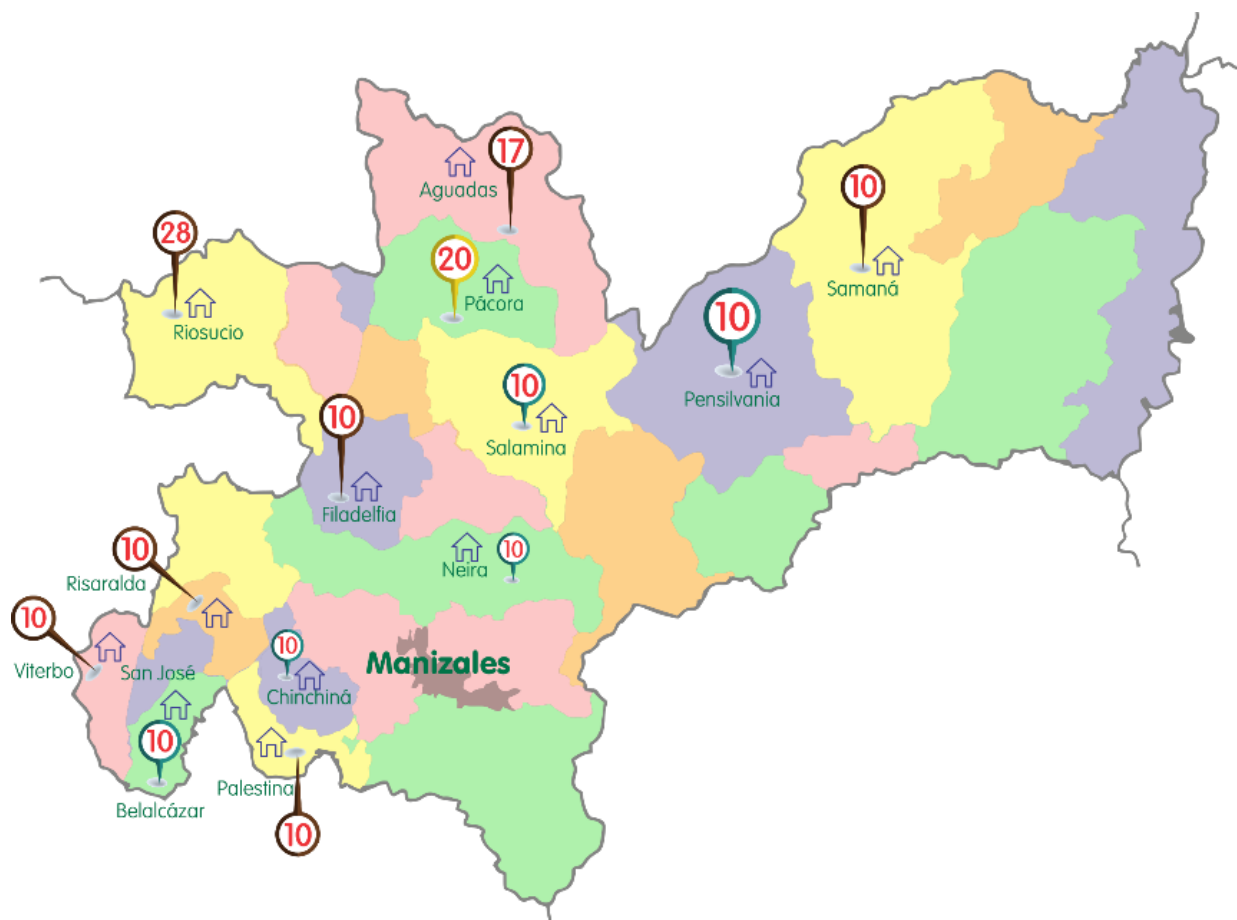 17
Aguadas
10
28
20
Pácora
Samaná
Riosucio
10
Pensilvania
10
Salamina
10
Filadelfia
10
Neira
10
Risaralda
10
Viterbo
San José
10
Chinchiná
Manizales
10
Belalcázar
Palestina
10